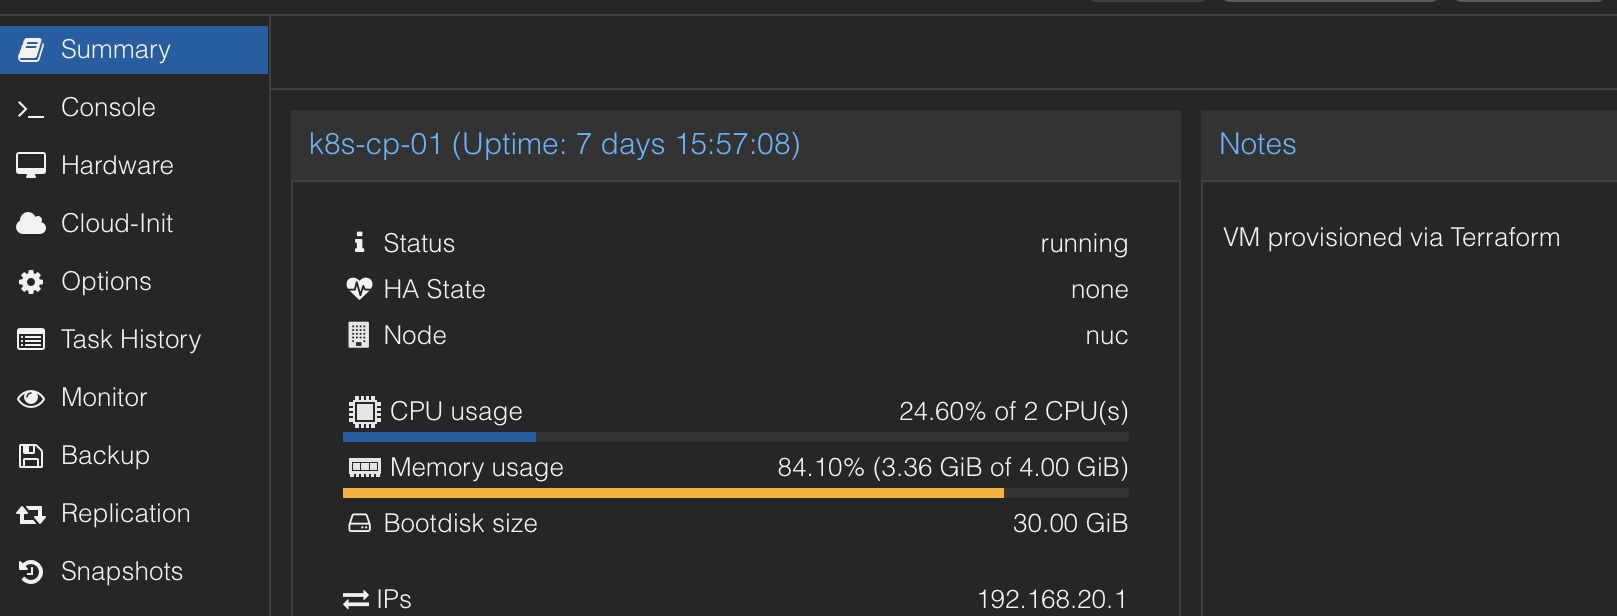 Summary
Console
Hardware
Cloud-Init
Options
Task History
Monitor
Backup
Replication
Snapshots
k8s-cp-01 (Uptime: 7 days 15:57:08)
Status running
HA State none
Node nuc
CPU usage 24.60% of 2 CPU(s)
Memory usage 84.10% (3.36 GiB of 4.00 GiB)
Bootdisk size 30.00 GiB
IPs 192.168.20.1
Notes
VM provisioned via Terraform